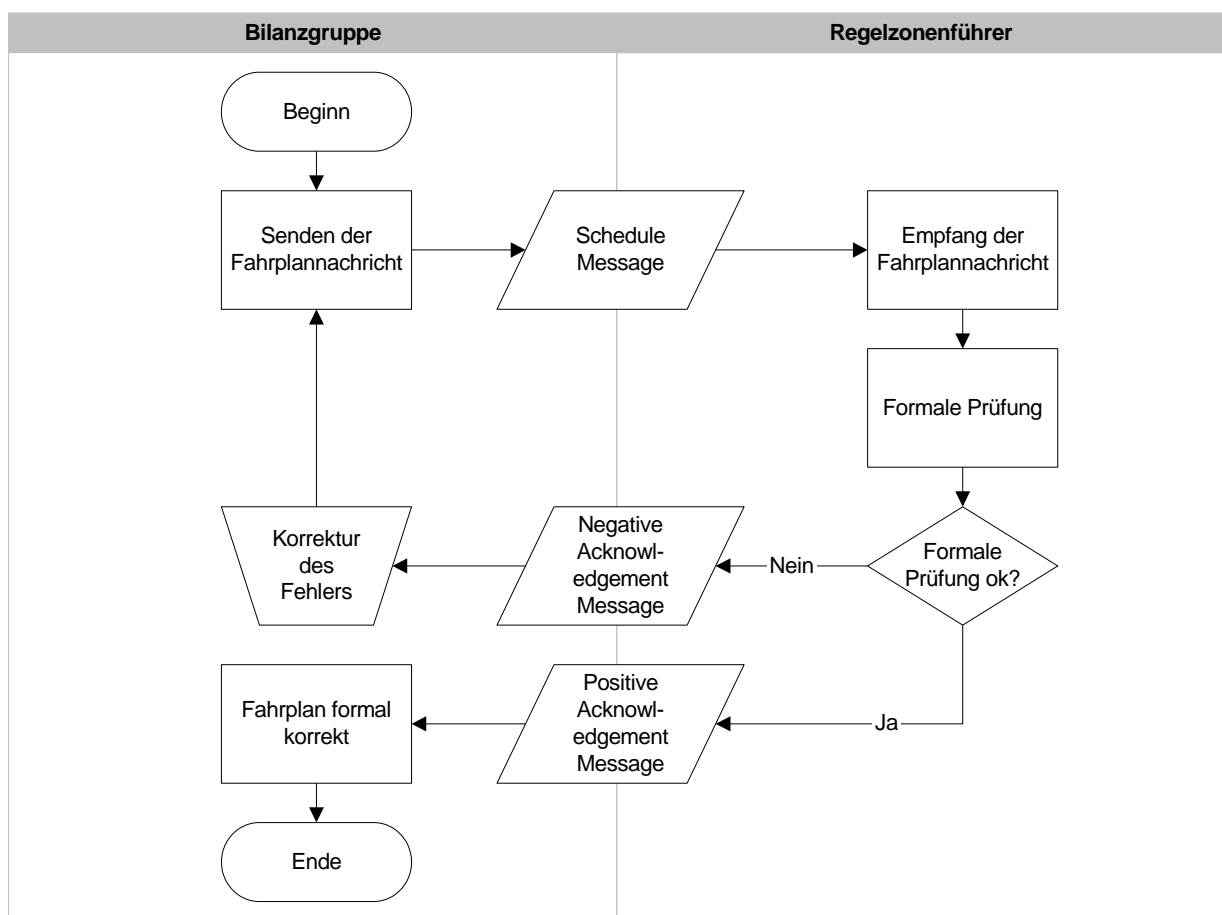 Bilanzgruppe
Regelzonenführer
Beginn
Senden der
Fahrplannachricht
Schedule
Message
Empfang der
Fahrplannachricht
Formale Prüfung
Korrektur
des
Fehlers
Negative
Acknowl-
edgement
Message
Nein
Formale
Prüfung ok?
Fahrplan formal
korrekt
Positive
Acknowl-
edgement
Message
Ja
Ende